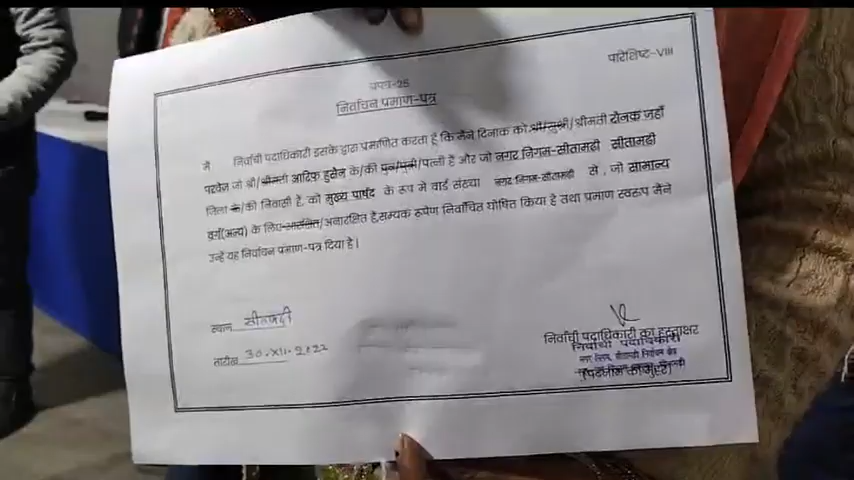 परिशिष्ट-VIII
प्रपत्र-25
निर्वाचन प्रमाण-पत्र
मैं निर्वाची पदाधिकारी इसके द्वारा प्रमाणित करता हूँ कि मैंने दिनांक को श्री/सुश्री/श्रीमती रौनक जहाँ
परवेज जो श्री/श्रीमती आरिफ हुसैन के/की पुत्र/पुत्री/पत्नी है और जो नगर निगम-सीतामढ़ी सीतामढ़ी
जिला के/की निवासी है, को मुख्य पार्षद के रूप में वार्ड संख्या नगर निगम-सीतामढ़ी से, जो सामान्य
वर्ग(अन्य) के लिए आरक्षित/अनारक्षित है सम्यक रूपेण निर्वाचित घोषित किया है तथा प्रमाण स्वरूप मैंने
उन्हें यह निर्वाचन प्रमाण-पत्र दिया है।
स्थान सीतामढ़ी
तारीख 30.XII.2022
निर्वाची पदाधिकारी का हस्ताक्षर
निर्वाची पदाधिकारी